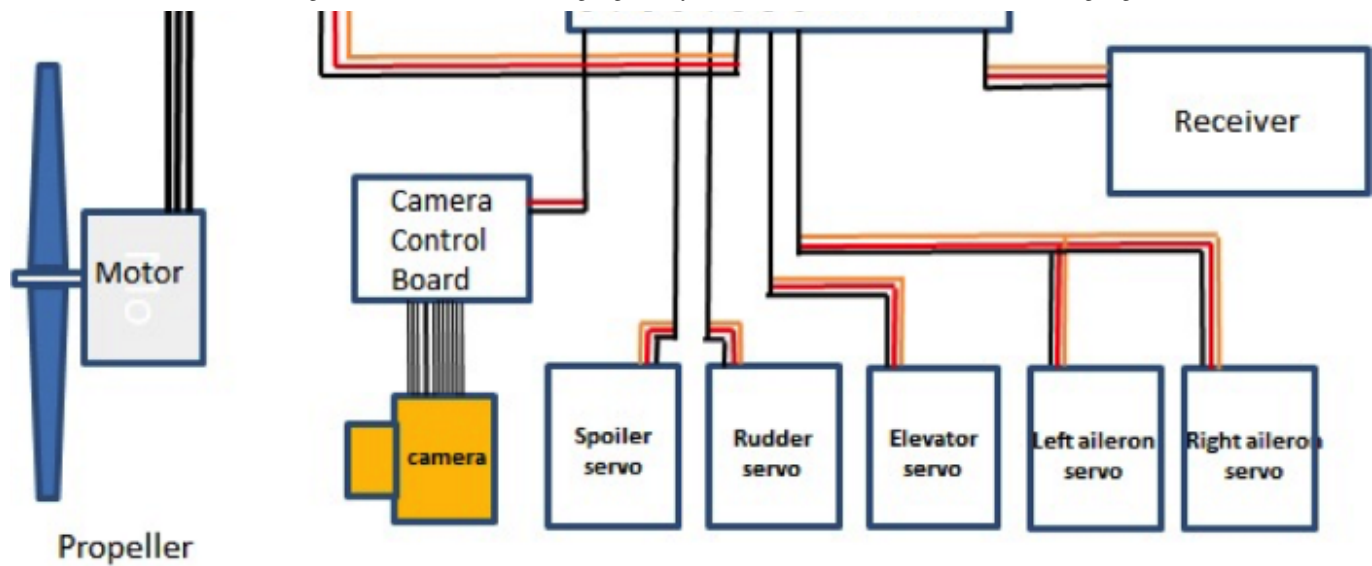 Receiver
Camera
Control
Board
Motor
camera
Spoiler
servo
Rudder
servo
Elevator
servo
Left aileron
servo
Right aileron
servo
Propeller